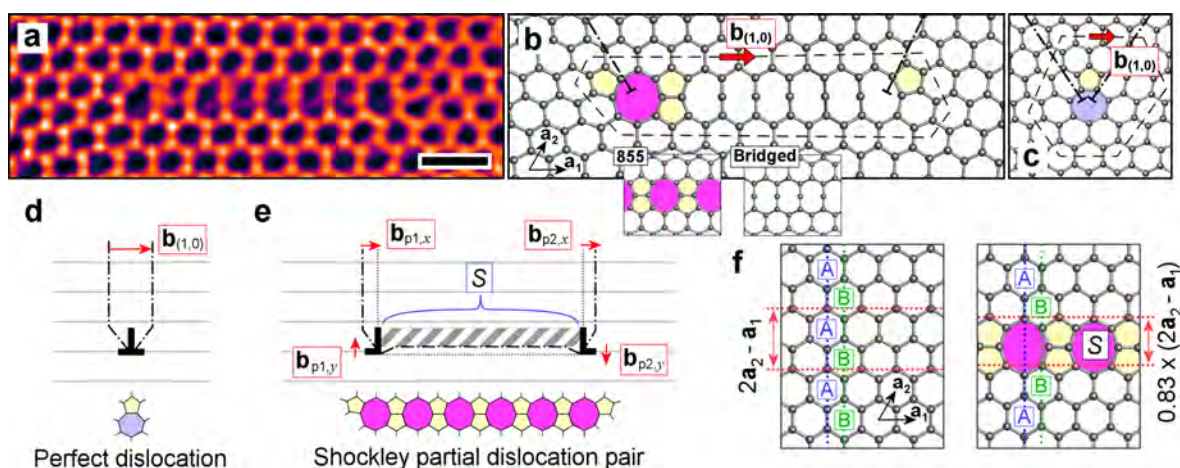 a
b
b(1,0)
a2
a1
855
Bridged
b(1,0)
c
d
b(1,0)
Perfect dislocation
e
bp1,x
bp2,x
S
bp1,y
bp2,y
Shockley partial dislocation pair
f
2a2 - a1
A
B
A
B
A
B
a2
a1
A
B
S
B
A
0.83 x (2a2 - a1)